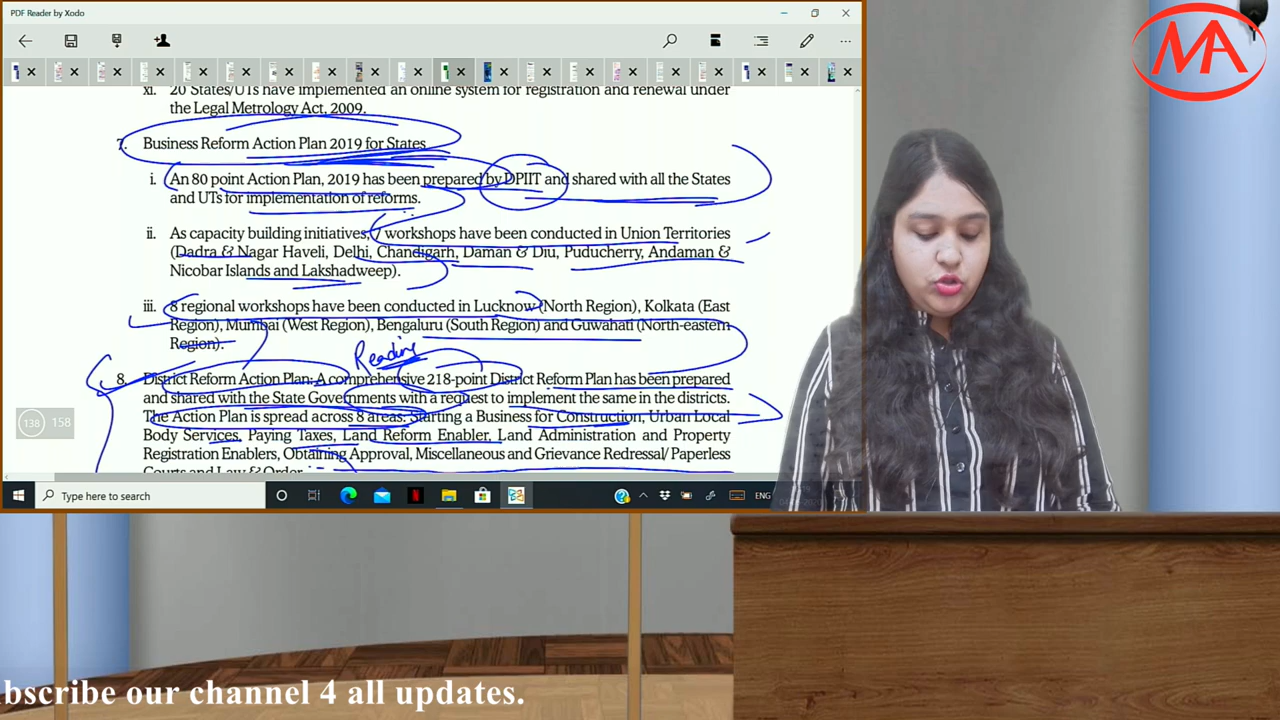 PDF Reader by Xodo
MA
xi. 20 States/UTs have implemented an online system for registration and renewal under
the Legal Metrology Act, 2009.
7. Business Reform Action Plan 2019 for States
i. An 80 point Action Plan, 2019 has been prepared by DPIIT and shared with all the States
and UTs for implementation of reforms.
ii. As capacity building initiatives, 7 workshops have been conducted in Union Territories
(Dadra & Nagar Haveli, Delhi, Chandigarh, Daman & Diu, Puducherry, Andaman &
Nicobar Islands and Lakshadweep).
iii. 8 regional workshops have been conducted in Lucknow (North Region), Kolkata (East
Region), Mumbai (West Region), Bengaluru (South Region) and Guwahati (North-eastern
Region).
Reading
8. District Reform Action Plan: A comprehensive 218-point District Reform Plan has been prepared
and shared with the State Governments with a request to implement the same in the districts.
The Action Plan is spread across 8 areas: Starting a Business for Construction, Urban Local
138 158
Body Services, Paying Taxes, Land Reform Enabler, Land Administration and Property
Registration Enablers, Obtaining Approval, Miscellaneous and Grievance Redressal/ Paperless
Courts and Law & Order.
Type here to search
ENG
bscribe our channel 4 all updates.